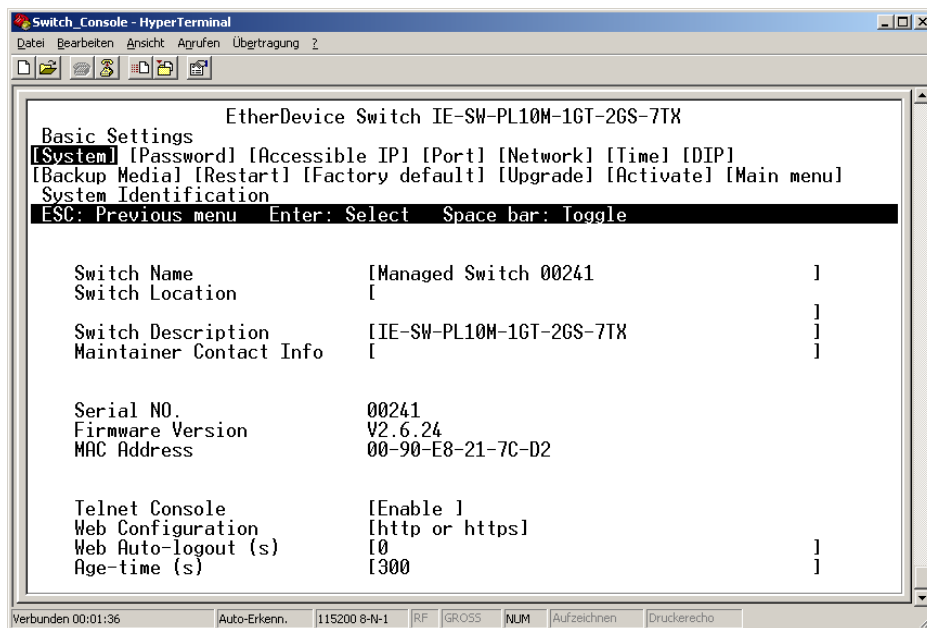 Switch_Console - HyperTerminal
Datei Bearbeiten Ansicht Anrufen Übertragung ?
EtherDevice Switch IE-SW-PL10M-1GT-2GS-7TX
Basic Settings
[System] [Password] [Accessible IP] [Port] [Network] [Time] [DIP]
[Backup Media] [Restart] [Factory default] [Upgrade] [Activate] [Main menu]
System Identification
ESC: Previous menu Enter: Select Space bar: Toggle
Switch Name [Managed Switch 00241 ]
Switch Location [
]
Switch Description [IE-SW-PL10M-1GT-2GS-7TX ]
Maintainer Contact Info [ ]
Serial NO. 00241
Firmware Version V2.6.24
MAC Address 00-90-E8-21-7C-D2
Telnet Console [Enable ]
Web Configuration [http or https]
Web Auto-logout (s) [0 ]
Age-time (s) [300 ]
Verbunden 00:01:36 Auto-Erkenn. 115200 8-N-1 RF GROSS NUM Aufzeichnen Druckerecho